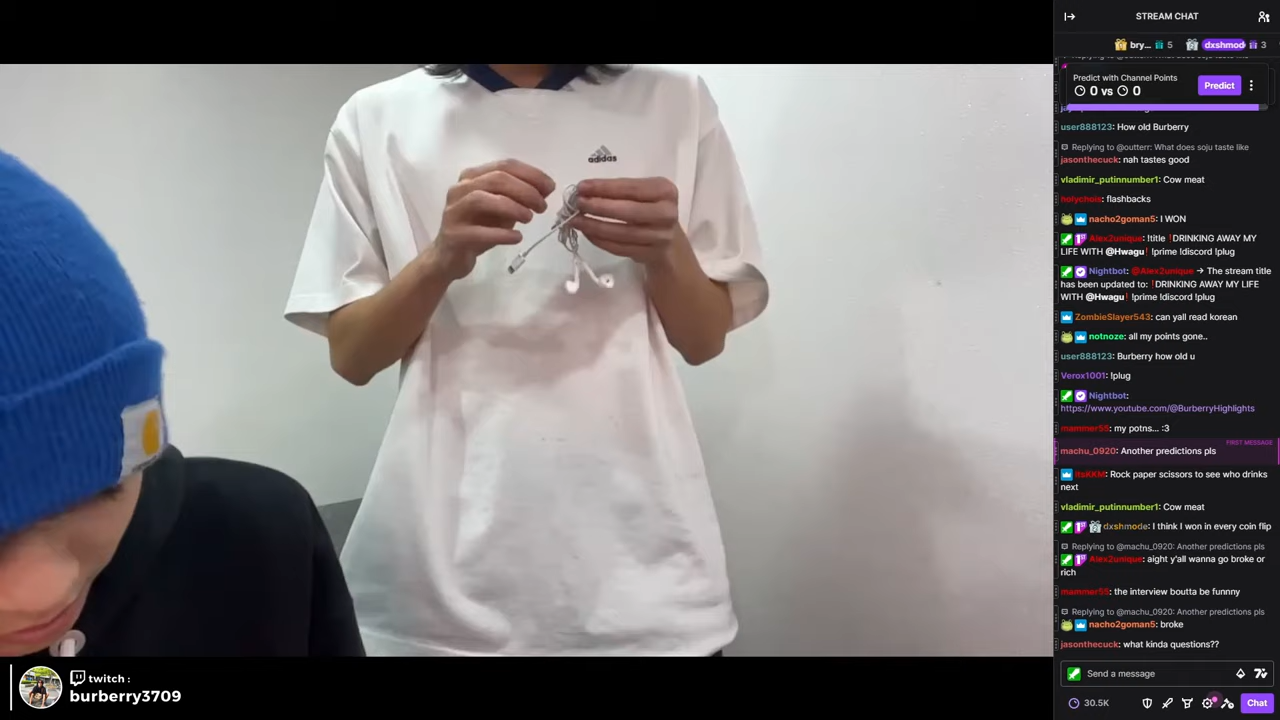 adidas
twitch :
burberry3709
STREAM CHAT
bry... 5
dxshmod 3
Predict with Channel Points
0 vs 0
Predict
user888123: How old Burberry
Replying to @outterr: What does soju taste like
jasonthecuck: nah tastes good
vladimir_putinnumber1: Cow meat
holychois: flashbacks
nacho2goman5: I WON
Alex2unique: !title ❗DRINKING AWAY MY
LIFE WITH @Hwagu❗ !prime !discord !plug
Nightbot: @Alex2unique → The stream title
has been updated to: ❗DRINKING AWAY MY LIFE
WITH @Hwagu❗ !prime !discord !plug
ZombieSlayer543: can yall read korean
notnoze: all my points gone..
user888123: Burberry how old u
Verox1001: !plug
Nightbot:
https://www.youtube.com/@BurberryHighlights
mammer55: my potns... :3
FIRST MESSAGE
machu_0920: Another predictions pls
itsKKM: Rock paper scissors to see who drinks
next
vladimir_putinnumber1: Cow meat
dxshmode: I think I won in every coin flip
Replying to @machu_0920: Another predictions pls
Alex2unique: aight y'all wanna go broke or
rich
mammer55: the interview boutta be funnny
Replying to @machu_0920: Another predictions pls
nacho2goman5: broke
jasonthecuck: what kinda questions??
Send a message
30.5K
Chat